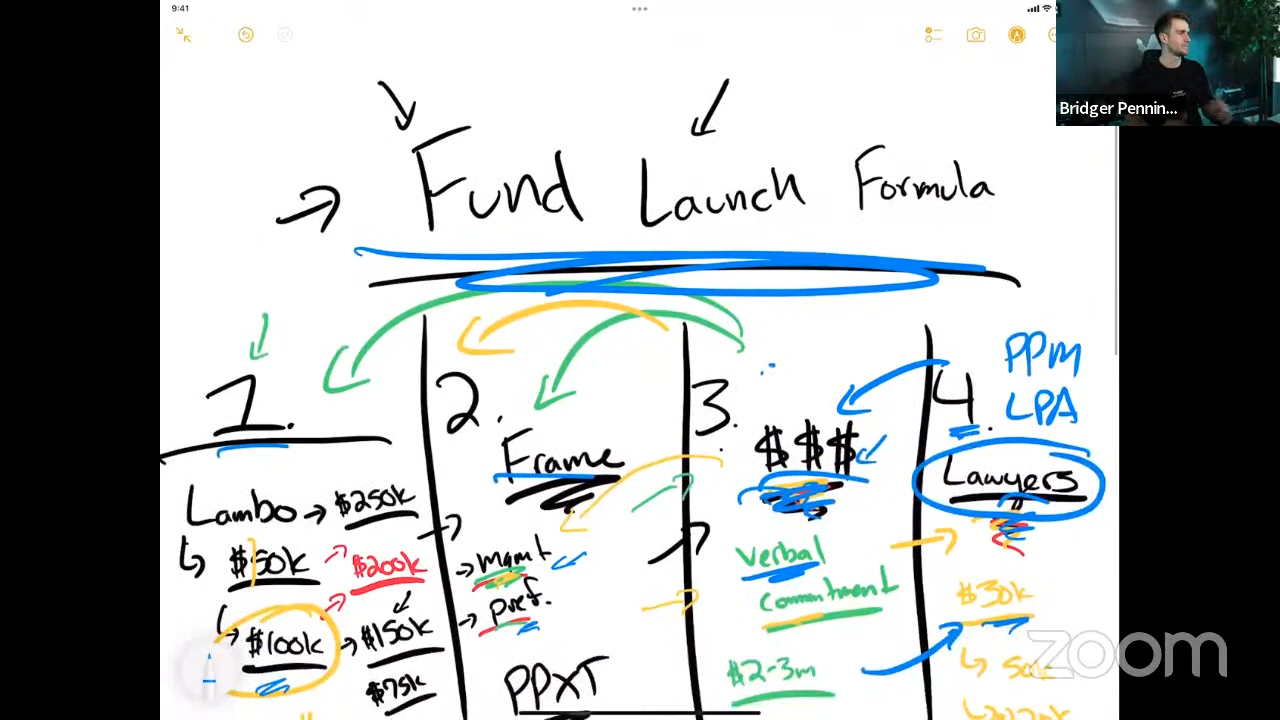 9:41
Bridger Pennin...
Fund Launch Formula
1.
Lambo → $250k
$50k
$200k
$100k → $150k
$75k
2.
Frame
→ mgmt
→ pref.
PPXT
3.
$$$
verbal
commitment
$2-3m
4.
PPM
LPA
Lawyers
$30k
zoom